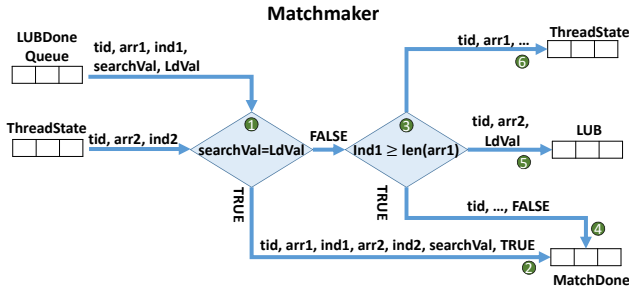 Matchmaker
LUBDone
Queue
tid, arr1, ind1,
searchVal, LdVal
ThreadState
tid, arr2, ind2
1
searchVal=LdVal
FALSE
TRUE
3
Ind1 ≥ len(arr1)
TRUE
tid, arr1, ...
6
ThreadState
tid, arr2,
LdVal
5
LUB
tid, ..., FALSE
4
tid, arr1, ind1, arr2, ind2, searchVal, TRUE
2
MatchDone